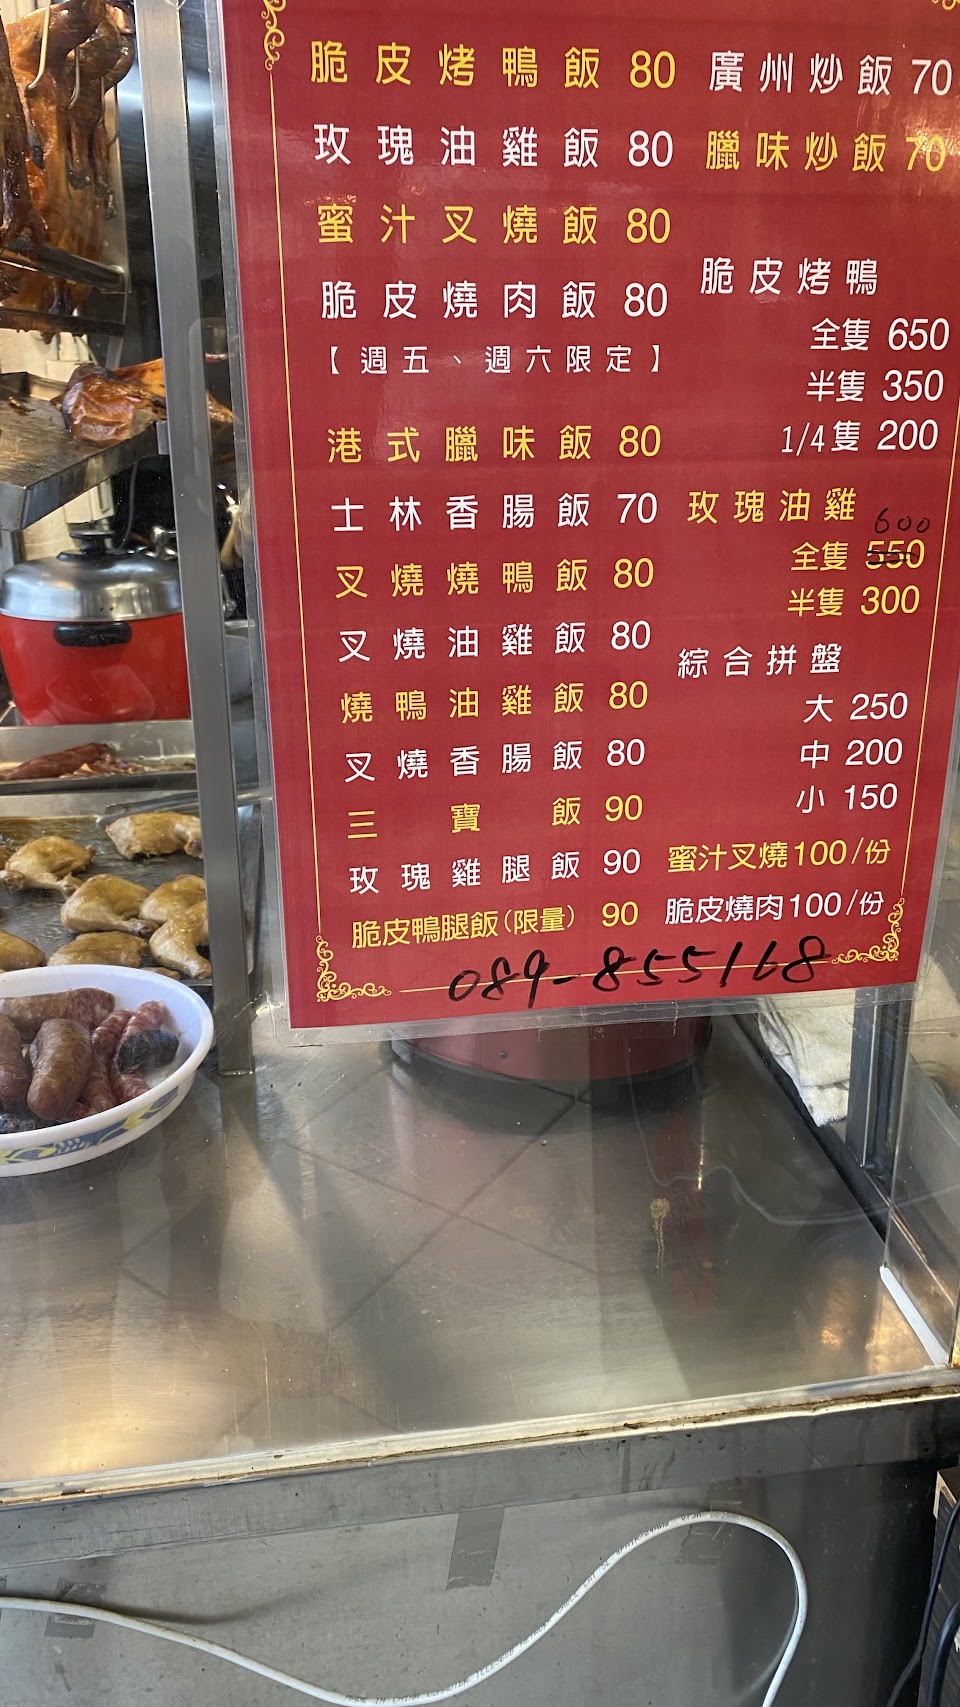 脆皮烤鴨飯 80
玫瑰油雞飯 80
蜜汁叉燒飯 80
脆皮燒肉飯 80
【週五、週六限定】
港式臘味飯 80
士林香腸飯 70
叉燒燒鴨飯 80
叉燒油雞飯 80
燒鴨油雞飯 80
叉燒香腸飯 80
三寶飯 90
玫瑰雞腿飯 90
脆皮鴨腿飯(限量) 90
廣州炒飯 70
臘味炒飯 70
脆皮烤鴨
全隻 650
半隻 350
1/4隻 200
玫瑰油雞
600
全隻 550
半隻 300
綜合拼盤
大 250
中 200
小 150
蜜汁叉燒100/份
脆皮燒肉100/份
089-855168